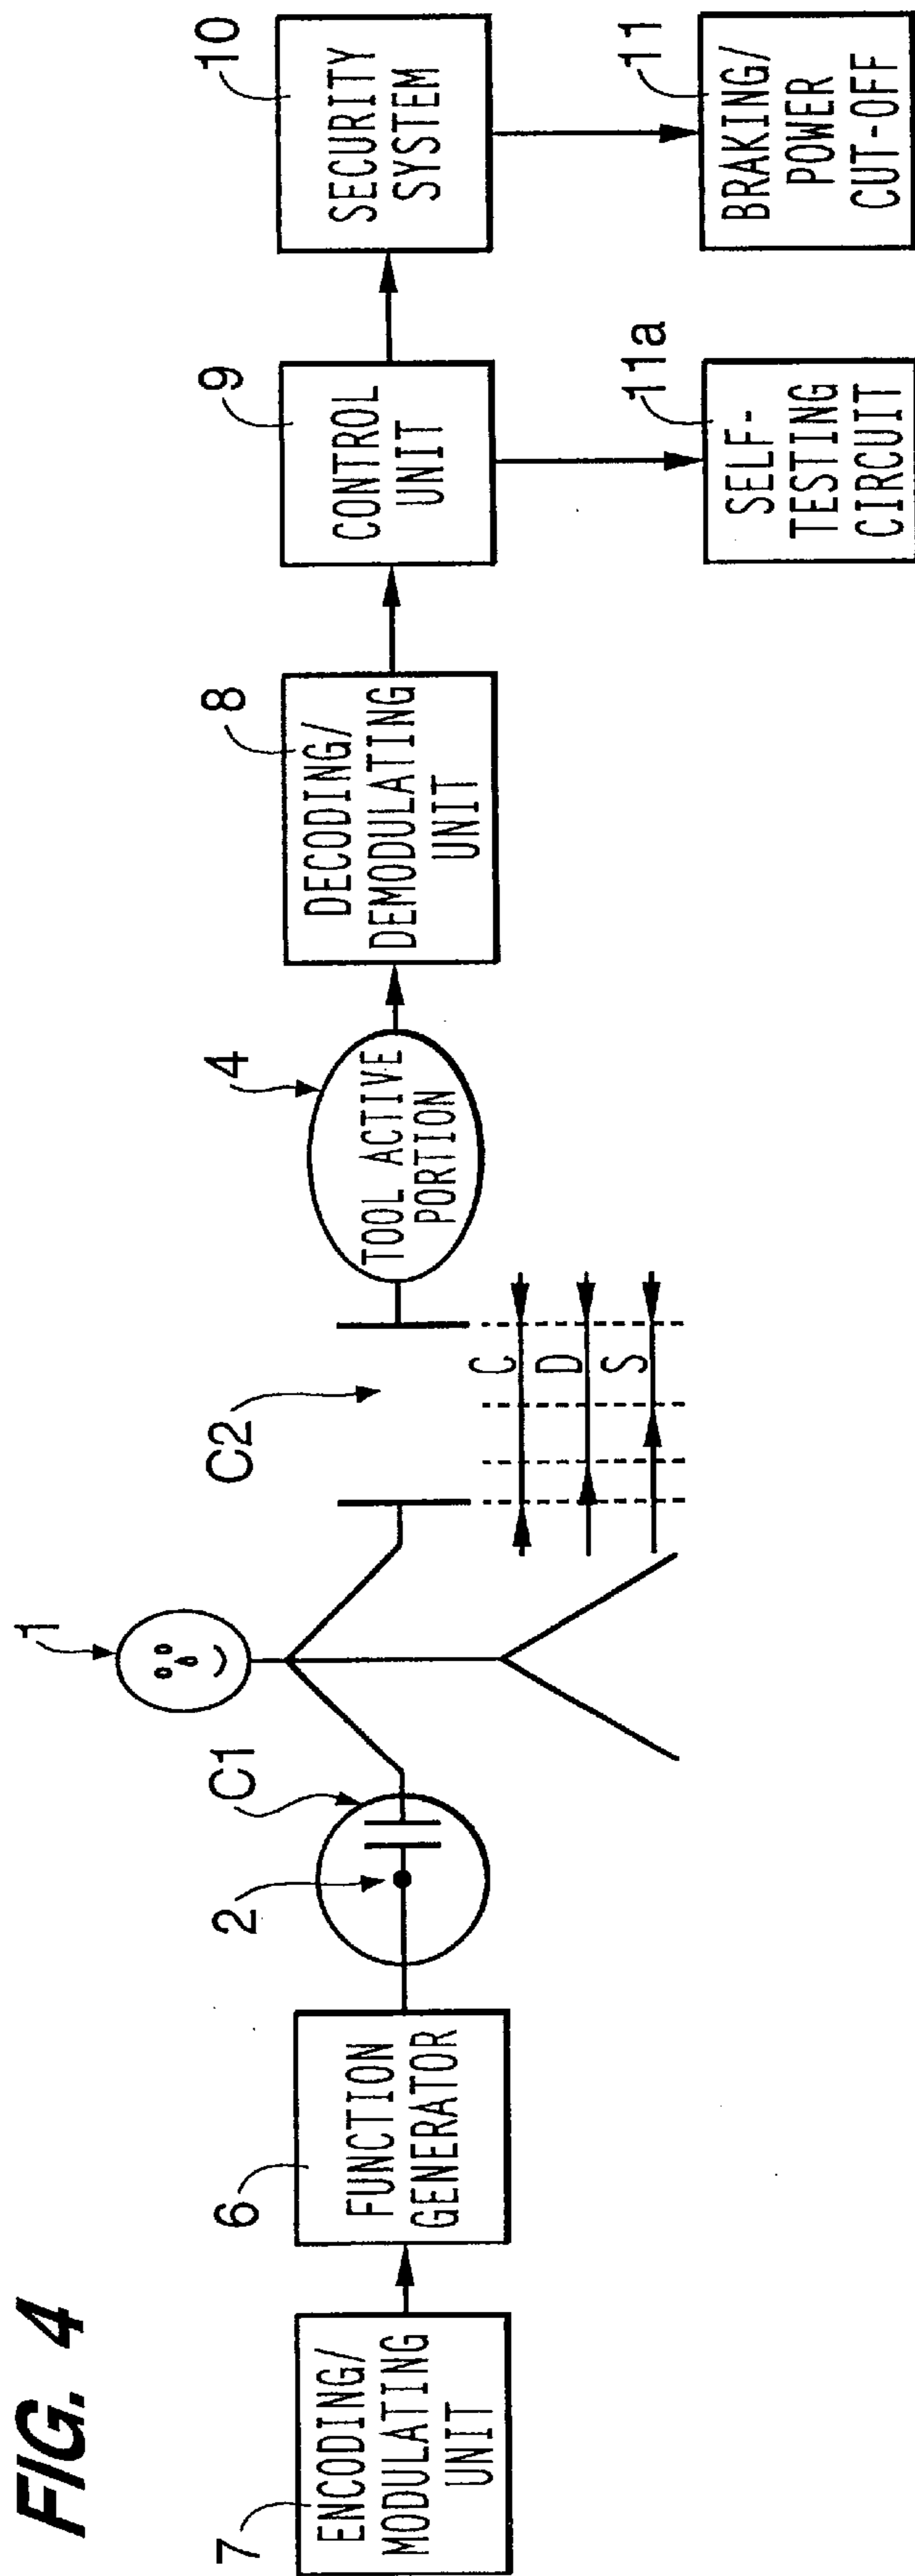 FIG. 4
7
ENCODING/
MODULATING
UNIT
6
FUNCTION
GENERATOR
2
C1
1
C2
C
D
S
4
TOOL ACTIVE
PORTION
8
DECODING/
DEMODULATING
UNIT
9
CONTROL
UNIT
10
SECURITY
SYSTEM
11a
SELF-
TESTING
CIRCUIT
11
BRAKING/
POWER
CUT-OFF